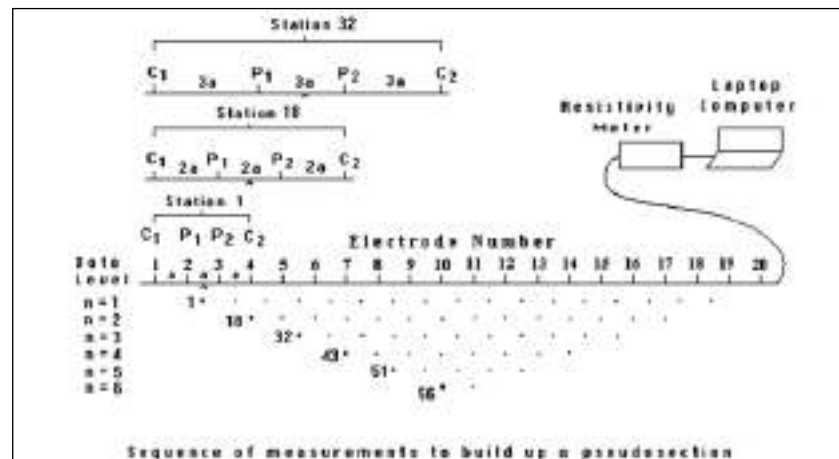 Station 32
C1 3a P1 3a P2 3a C2
Station 18
C1 2a P1 2a P2 2a C2
Station 1
C1 P1 P2 C2
Laptop
Computer
Resistivity
Meter
Electrode Number
Data
Level
1 2 3 4 5 6 7 8 9 10 11 12 13 14 15 16 17 18 19 20
a a a
n=1 1
n=2 18
n=3 32
n=4 43
n=5 51
n=6 56
Sequence of measurements to build up a pseudosection